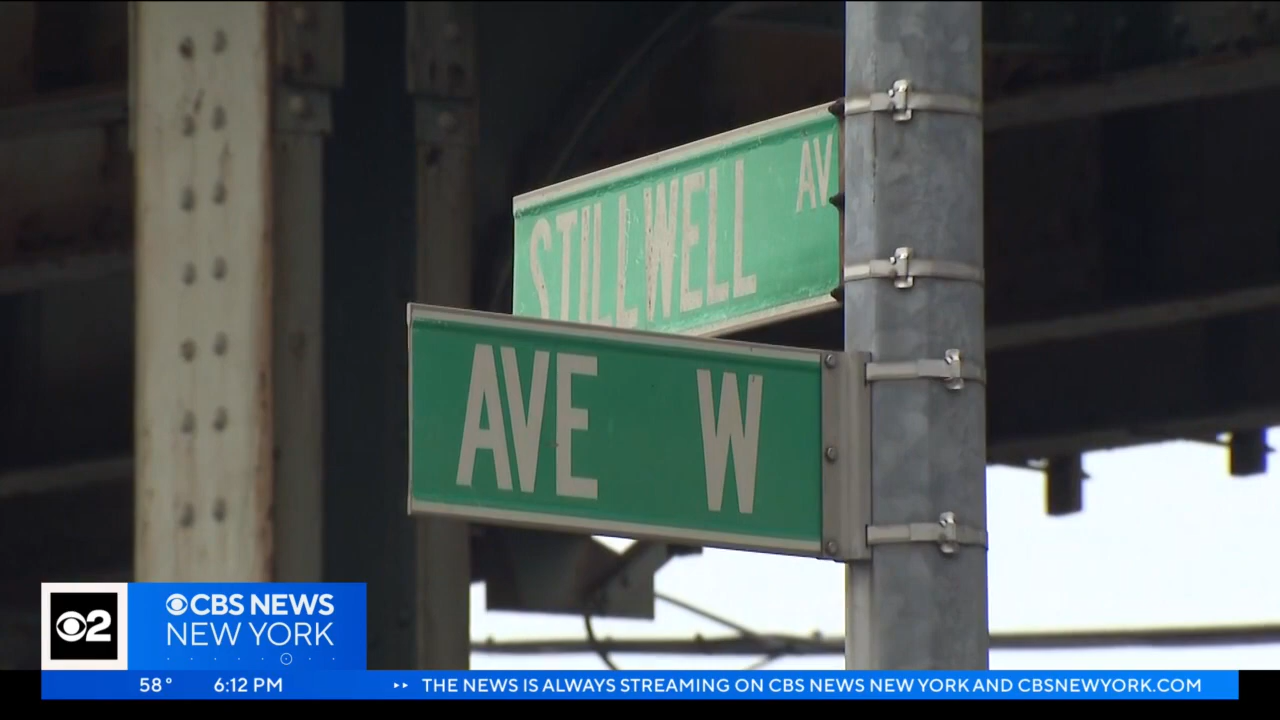 STILLWELL AV
AVE W
2
CBS NEWS
NEW YORK
58° 6:12 PM THE NEWS IS ALWAYS STREAMING ON CBS NEWS NEW YORK AND CBSNEWYORK.COM